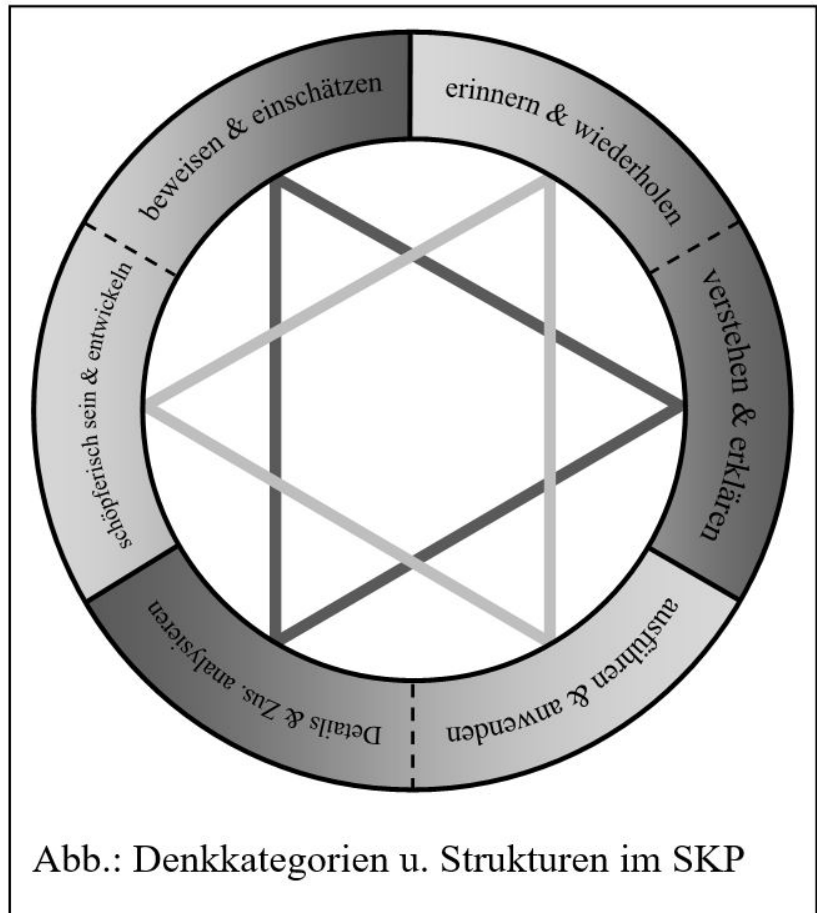 erinnern & wiederholen
verstehen & erklären
ausführen & anwenden
Details & Zus. analysieren
schöpferisch sein & entwickeln
beweisen & einschätzen
Abb.: Denkkategorien u. Strukturen im SKP